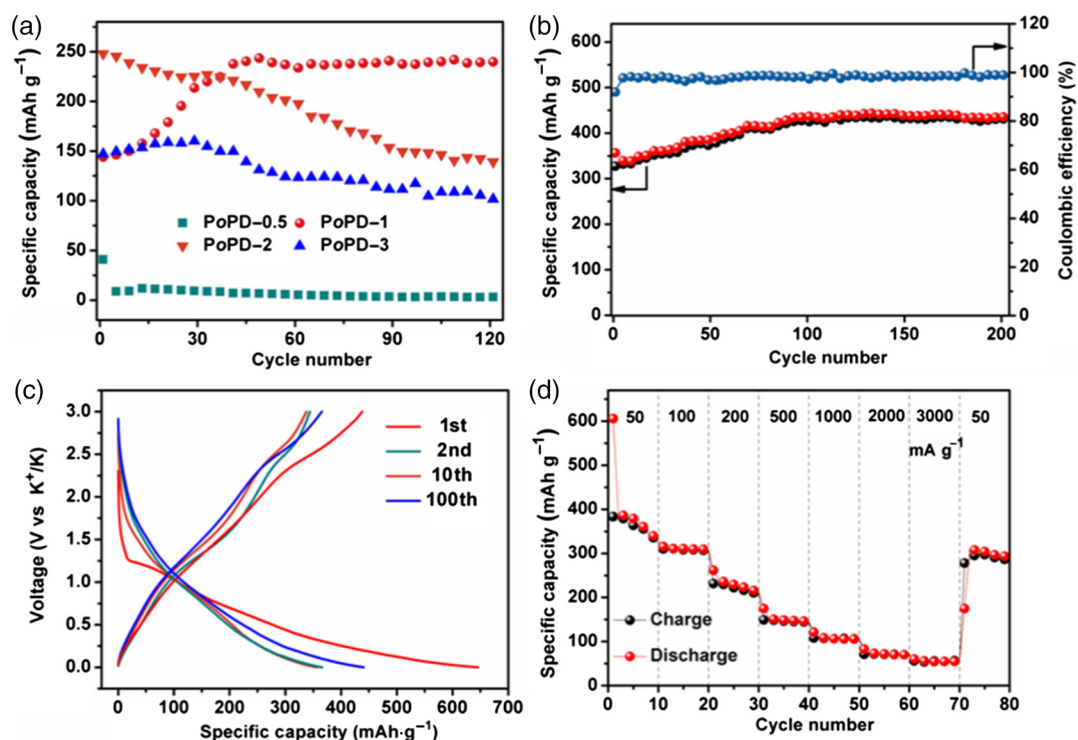 (a)
Specific capacity (mAh g⁻¹)
250
200
150
100
50
0
PoPD–0.5 PoPD–1
PoPD–2 PoPD–3
0 30 60 90 120
Cycle number
(b)
Specific capacity (mAh g⁻¹)
600
500
400
300
200
100
0
120
100
80
60
40
20
0
Coulombic efficiency (%)
0 50 100 150 200
Cycle number
(c)
Voltage (V vs K⁺/K)
3.0
2.5
2.0
1.5
1.0
0.5
0.0
1st
2nd
10th
100th
0 100 200 300 400 500 600 700
Specific capacity (mAh·g⁻¹)
(d)
Specific capacity (mAh g⁻¹)
600
500
400
300
200
100
0
50 100 200 500 1000 2000 3000 50
mA g⁻¹
Charge
Discharge
0 10 20 30 40 50 60 70 80
Cycle number